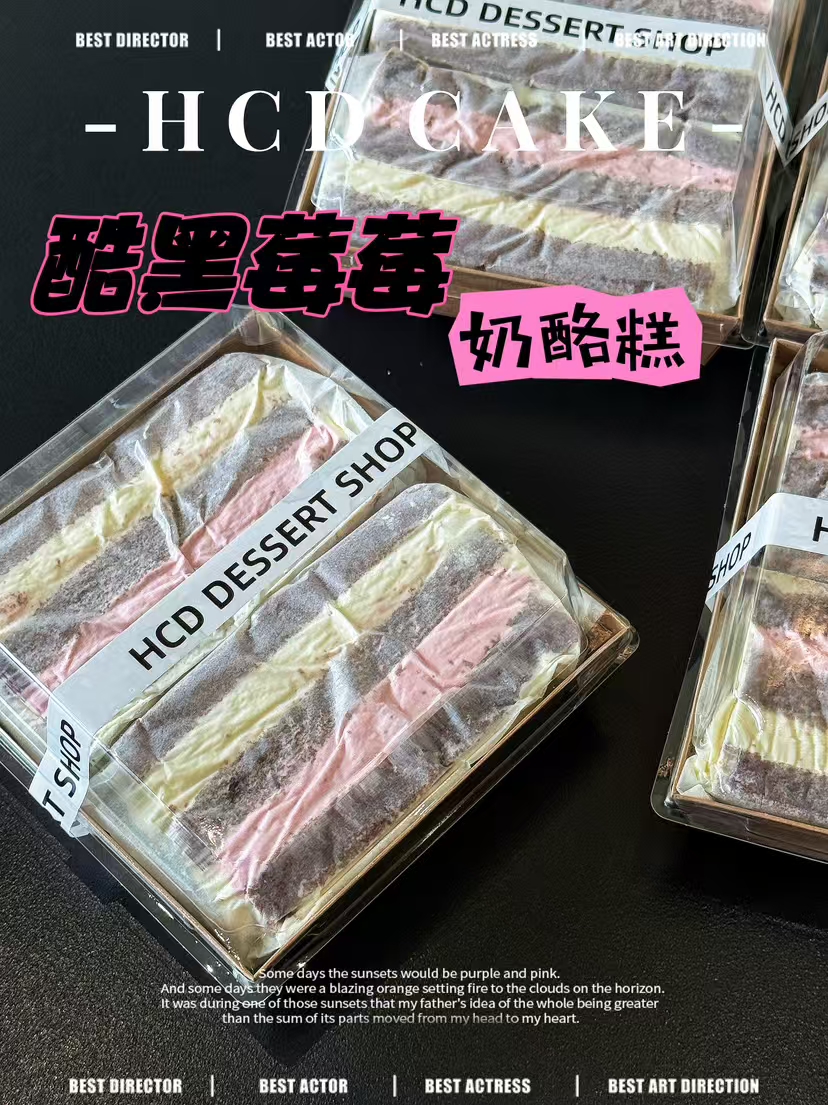 HCD DESSERT SHOP
BEST DIRECTOR | BEST ACTOR | BEST ACTRESS | BEST ART DIRECTION
-HCD CAKE-
HCD
SHOP
酷黑莓莓
奶酪糕
HCD DESSERT SHOP
T SHOP
H
SHOP
Some days the sunsets would be purple and pink.
And some days they were a blazing orange setting fire to the clouds on the horizon.
It was during one of those sunsets that my father's idea of the whole being greater
than the sum of its parts moved from my head to my heart.
BEST DIRECTOR | BEST ACTOR | BEST ACTRESS | BEST ART DIRECTION